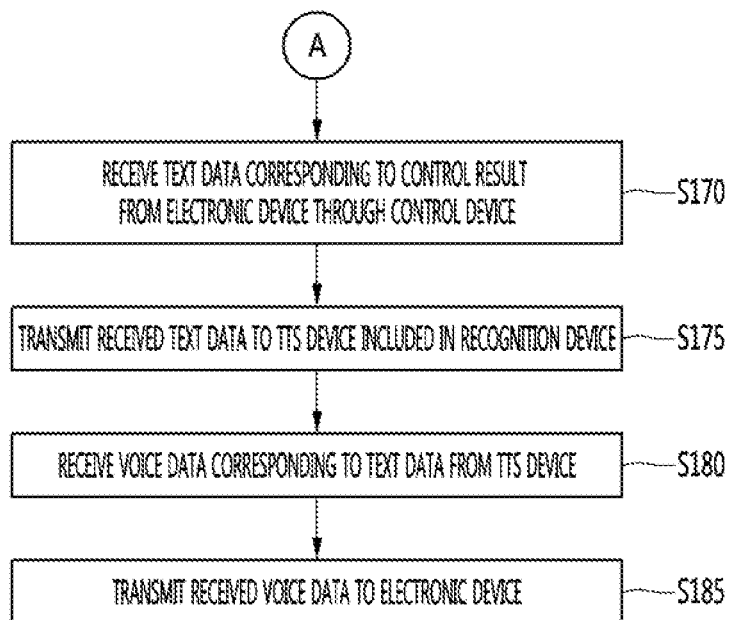 A
RECEIVE TEXT DATA CORRESPONDING TO CONTROL RESULT
FROM ELECTRONIC DEVICE THROUGH CONTROL DEVICE
S170
TRANSMIT RECEIVED TEXT DATA TO TTS DEVICE INCLUDED IN RECOGNITION DEVICE
S175
RECEIVE VOICE DATA CORRESPONDING TO TEXT DATA FROM TTS DEVICE
S180
TRANSMIT RECEIVED VOICE DATA TO ELECTRONIC DEVICE
S185